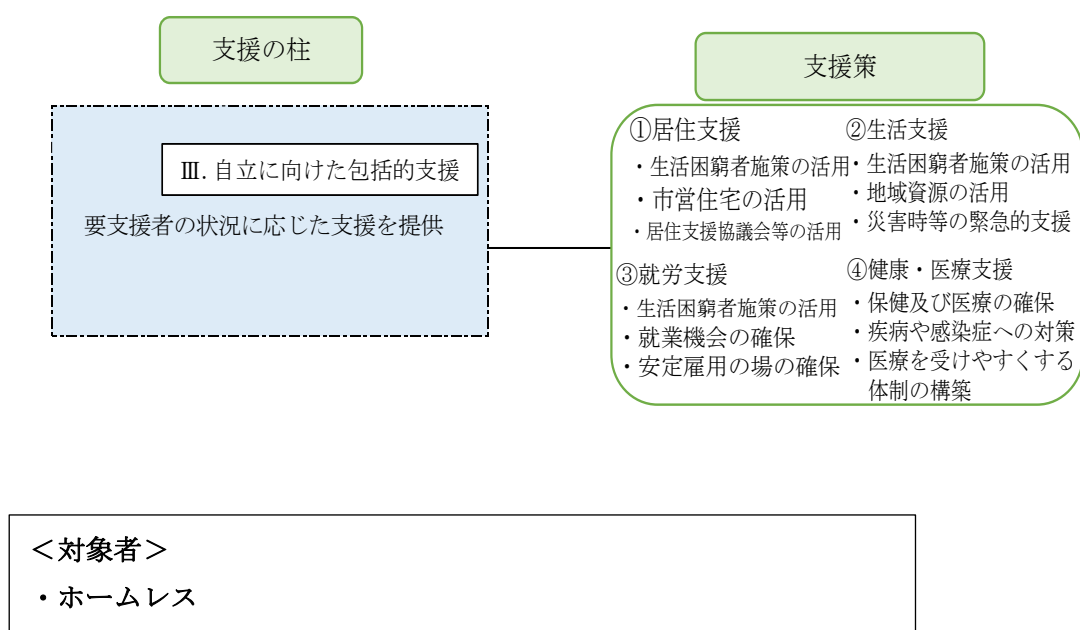 支援の柱
Ⅲ. 自立に向けた包括的支援
要支援者の状況に応じた支援を提供
支援策
①居住支援
・生活困窮者施策の活用
・市営住宅の活用
・居住支援協議会等の活用
②生活支援
・生活困窮者施策の活用
・地域資源の活用
・災害時等の緊急的支援
③就労支援
・生活困窮者施策の活用
・就業機会の確保
・安定雇用の場の確保
④健康・医療支援
・保健及び医療の確保
・疾病や感染症への対策
・医療を受けやすくする
体制の構築
＜対象者＞
・ホームレス